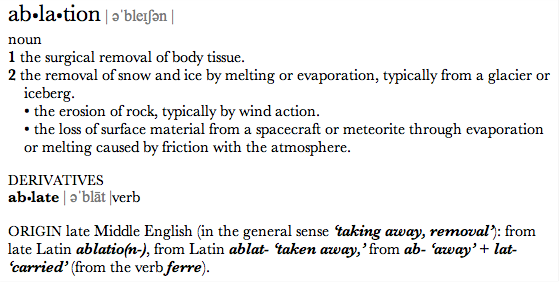 ab•la•tion | əˈbleɪʃən |
noun
1 the surgical removal of body tissue.
2 the removal of snow and ice by melting or evaporation, typically from a glacier or
iceberg.
• the erosion of rock, typically by wind action.
• the loss of surface material from a spacecraft or meteorite through evaporation
or melting caused by friction with the atmosphere.
DERIVATIVES
ab•late | əˈblāt |verb
ORIGIN late Middle English (in the general sense ‘taking away, removal’): from
late Latin ablatio(n-), from Latin ablat- ‘taken away,’ from ab- ‘away’ + lat-
‘carried’ (from the verb ferre).